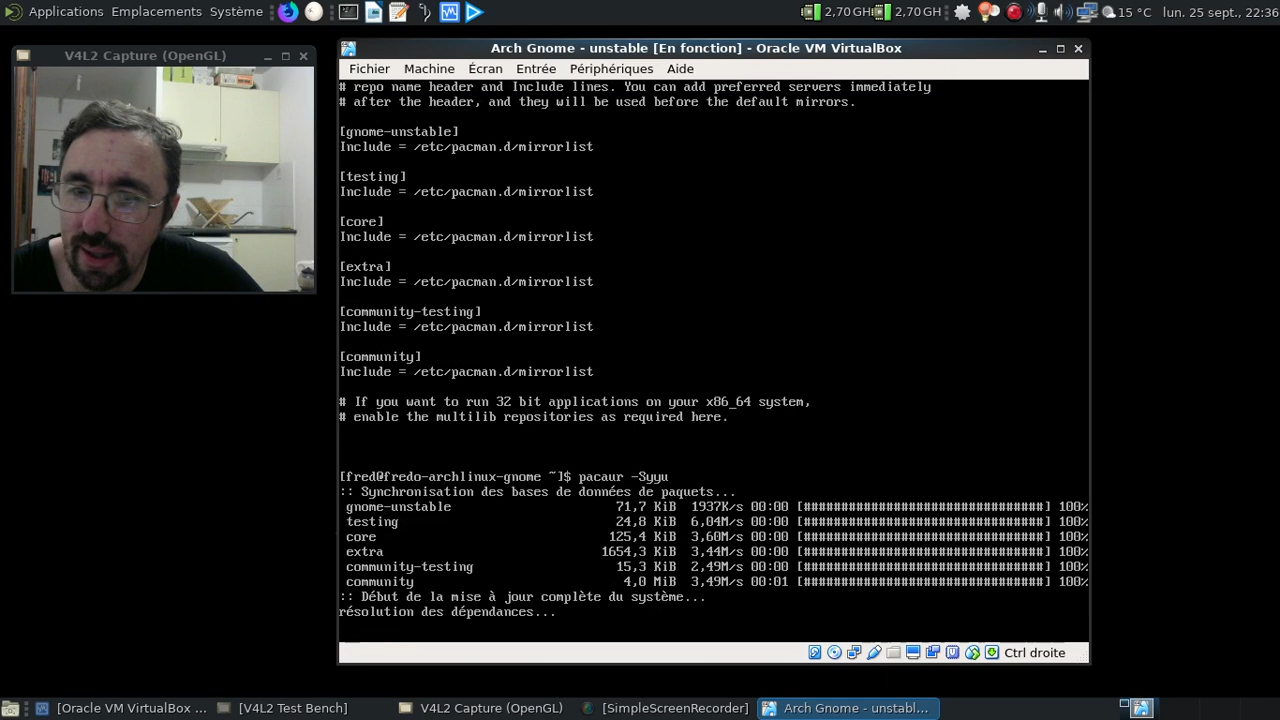 Applications Emplacements Système
2,70 GH 2,70 GH 15 °C lun. 25 sept., 22:36
V4L2 Capture (OpenGL)
Arch Gnome - unstable [En fonction] - Oracle VM VirtualBox
Fichier Machine Écran Entrée Périphériques Aide
# repo name header and Include lines. You can add preferred servers immediately
# after the header, and they will be used before the default mirrors.
[gnome-unstable]
Include = /etc/pacman.d/mirrorlist
[testing]
Include = /etc/pacman.d/mirrorlist
[core]
Include = /etc/pacman.d/mirrorlist
[extra]
Include = /etc/pacman.d/mirrorlist
[community-testing]
Include = /etc/pacman.d/mirrorlist
[community]
Include = /etc/pacman.d/mirrorlist
# If you want to run 32 bit applications on your x86_64 system,
# enable the multilib repositories as required here.
[fred@fredo-archlinux-gnome ~]$ pacaur -Syyu
:: Synchronisation des bases de données de paquets...
gnome-unstable 71,7 KiB 1937K/s 00:00 [################################] 100%
testing 24,8 KiB 6,04M/s 00:00 [################################] 100%
core 125,4 KiB 3,60M/s 00:00 [################################] 100%
extra 1654,3 KiB 3,44M/s 00:00 [################################] 100%
community-testing 15,3 KiB 2,49M/s 00:00 [################################] 100%
community 4,0 MiB 3,49M/s 00:01 [################################] 100%
:: Début de la mise à jour complète du système...
résolution des dépendances...
Ctrl droite
[Oracle VM VirtualBox ... [V4L2 Test Bench] V4L2 Capture (OpenGL) [SimpleScreenRecorder] Arch Gnome - unstabl...